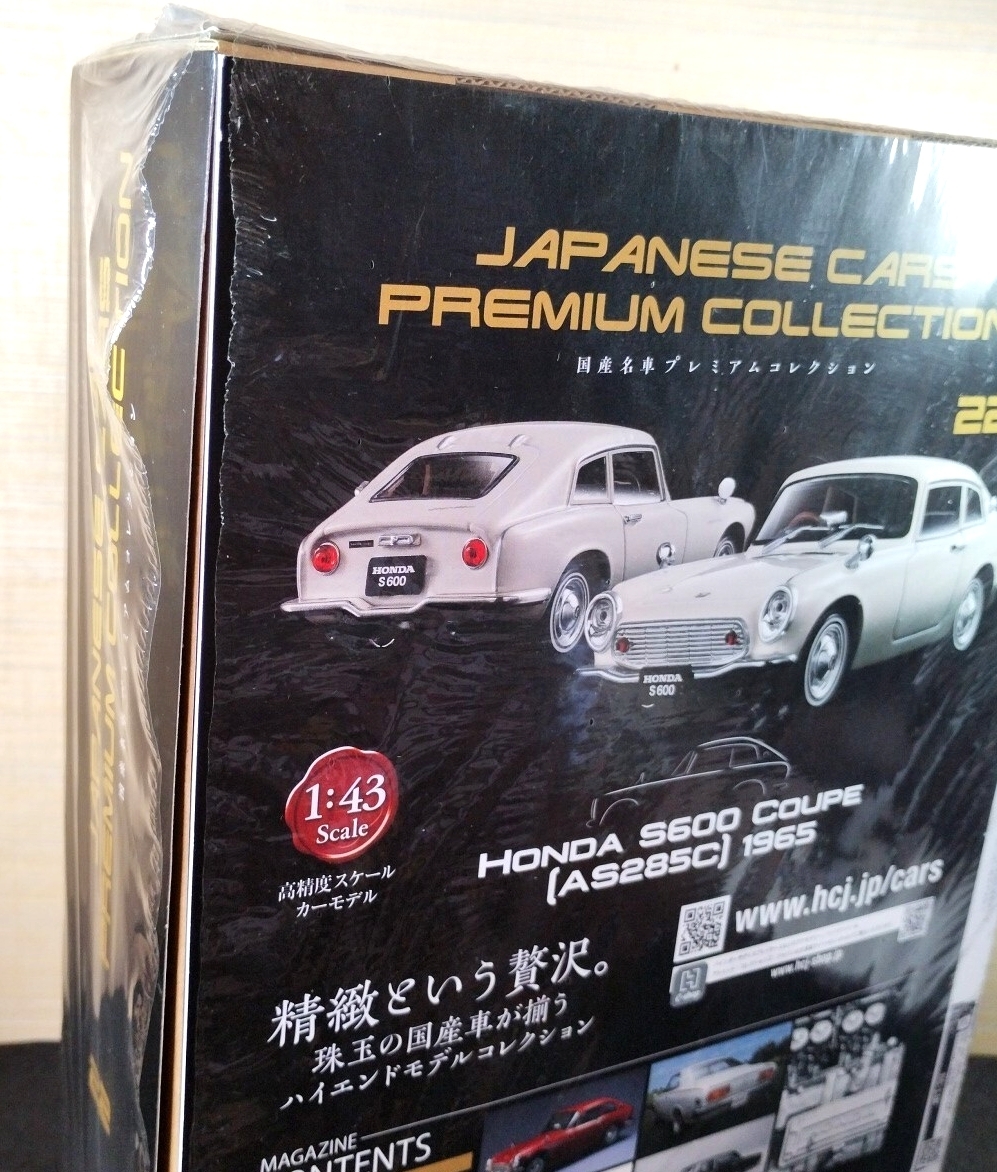 JAPANESE CARS
PREMIUM COLLECTION
国産名車プレミアムコレクション
22
HONDA
S600
HONDA
S600
1:43
Scale
高精度スケール
カーモデル
HONDA S600 COUPE
(AS285C) 1965
www.hcj.jp/cars
www.hcj-shop.jp
精緻という贅沢。
珠玉の国産車が揃う
ハイエンドモデルコレクション
MAGAZINE
CONTENTS